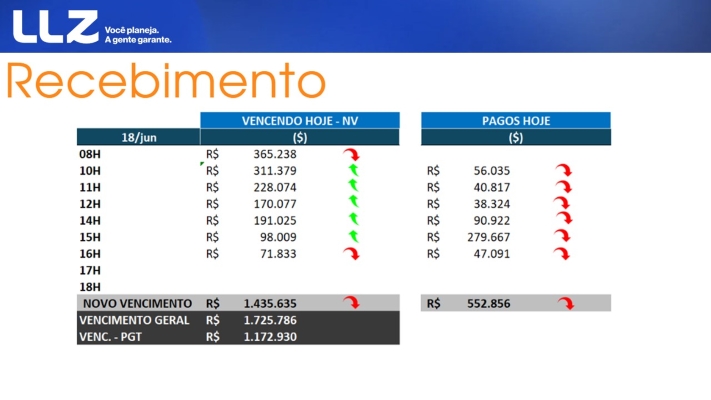 LLZ Você planeja.
A gente garante.
Recebimento
VENCENDO HOJE - NV PAGOS HOJE
18/jun ($) ($)
08H R$ 365.238
10H R$ 311.379 R$ 56.035
11H R$ 228.074 R$ 40.817
12H R$ 170.077 R$ 38.324
14H R$ 191.025 R$ 90.922
15H R$ 98.009 R$ 279.667
16H R$ 71.833 R$ 47.091
17H
18H
NOVO VENCIMENTO R$ 1.435.635 R$ 552.856
VENCIMENTO GERAL R$ 1.725.786
VENC. - PGT R$ 1.172.930